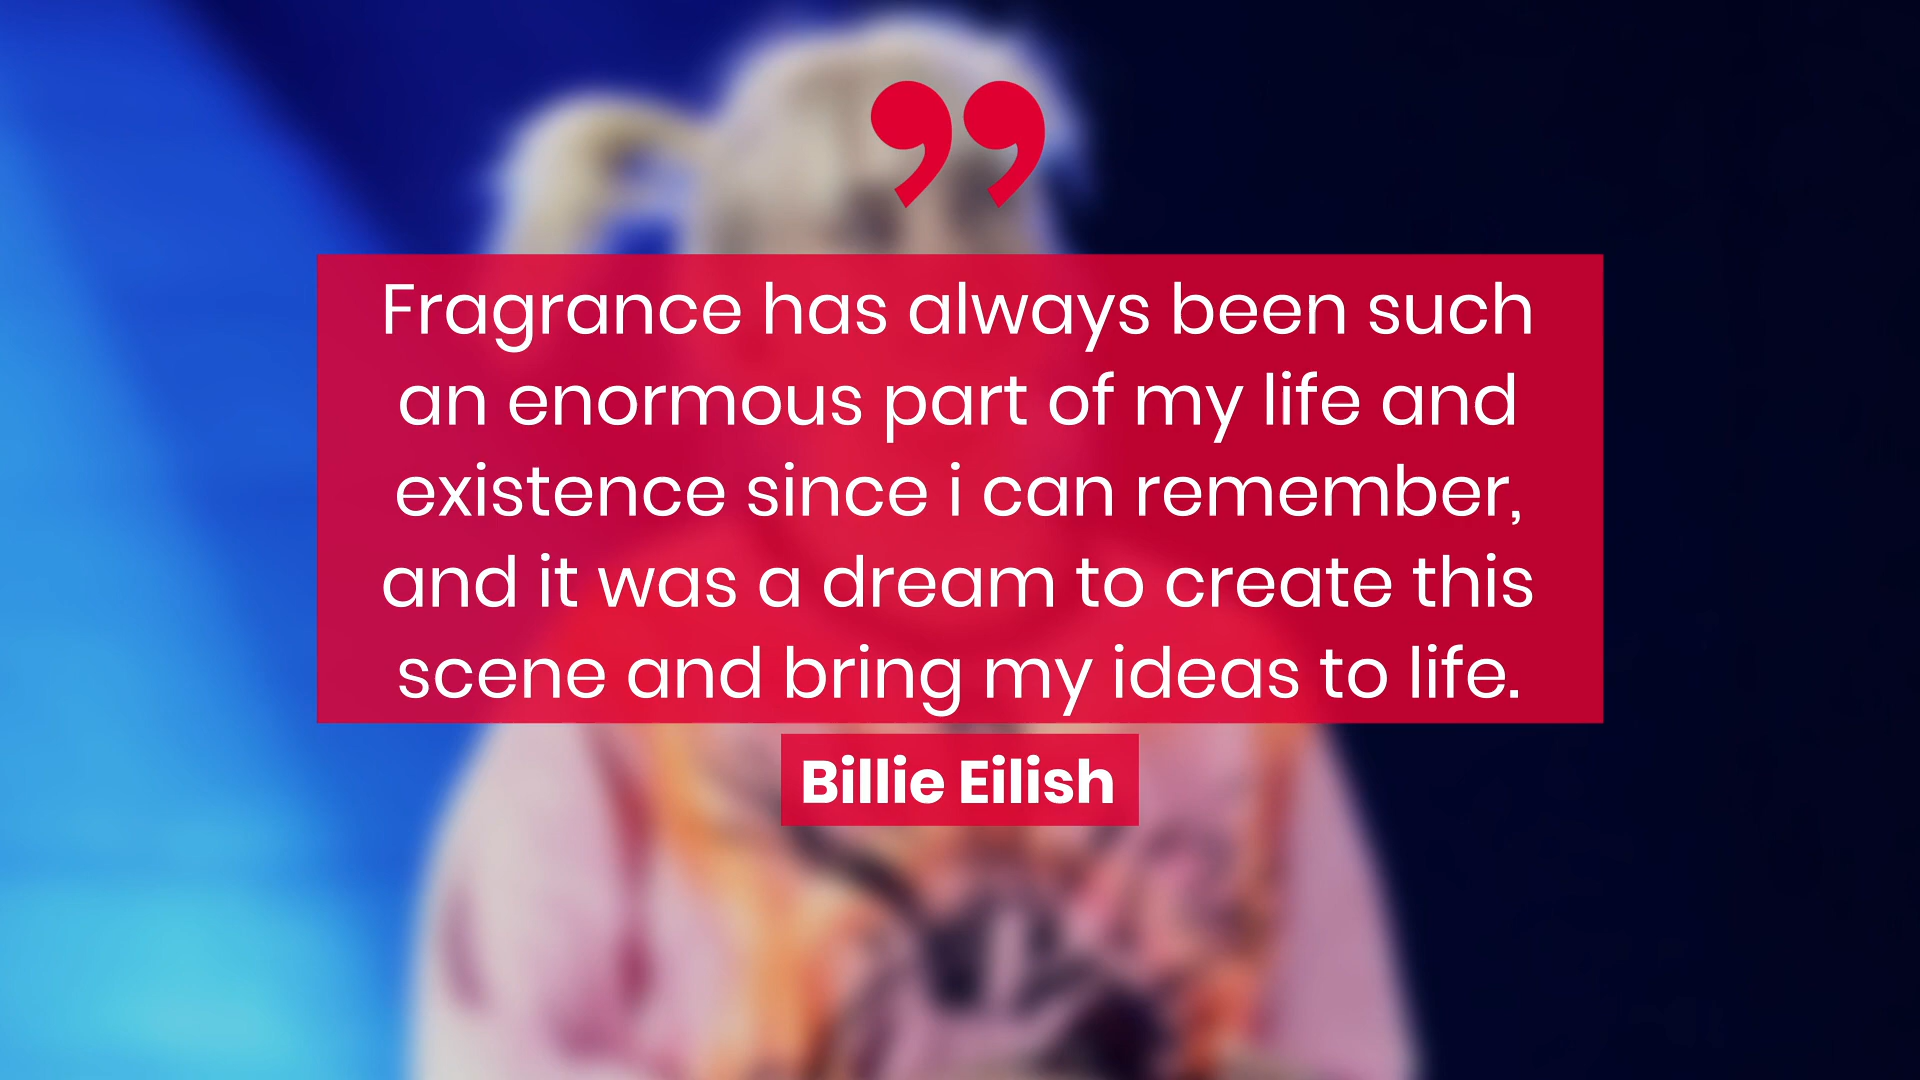 ”
Fragrance has always been such
an enormous part of my life and
existence since i can remember,
and it was a dream to create this
scene and bring my ideas to life.
Billie Eilish